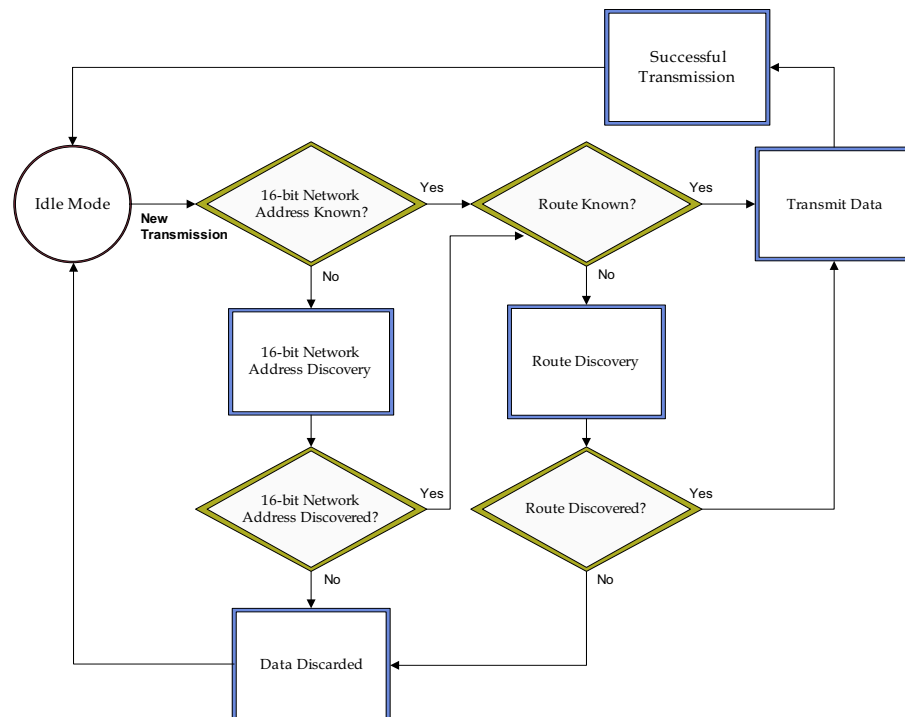 Successful
Transmission
Idle Mode
New
Transmission
16-bit Network
Address Known?
Yes
Route Known?
Yes
Transmit Data
No
No
16-bit Network
Address Discovery
Route Discovery
16-bit Network
Address Discovered?
Yes
Route Discovered?
Yes
No
No
Data Discarded